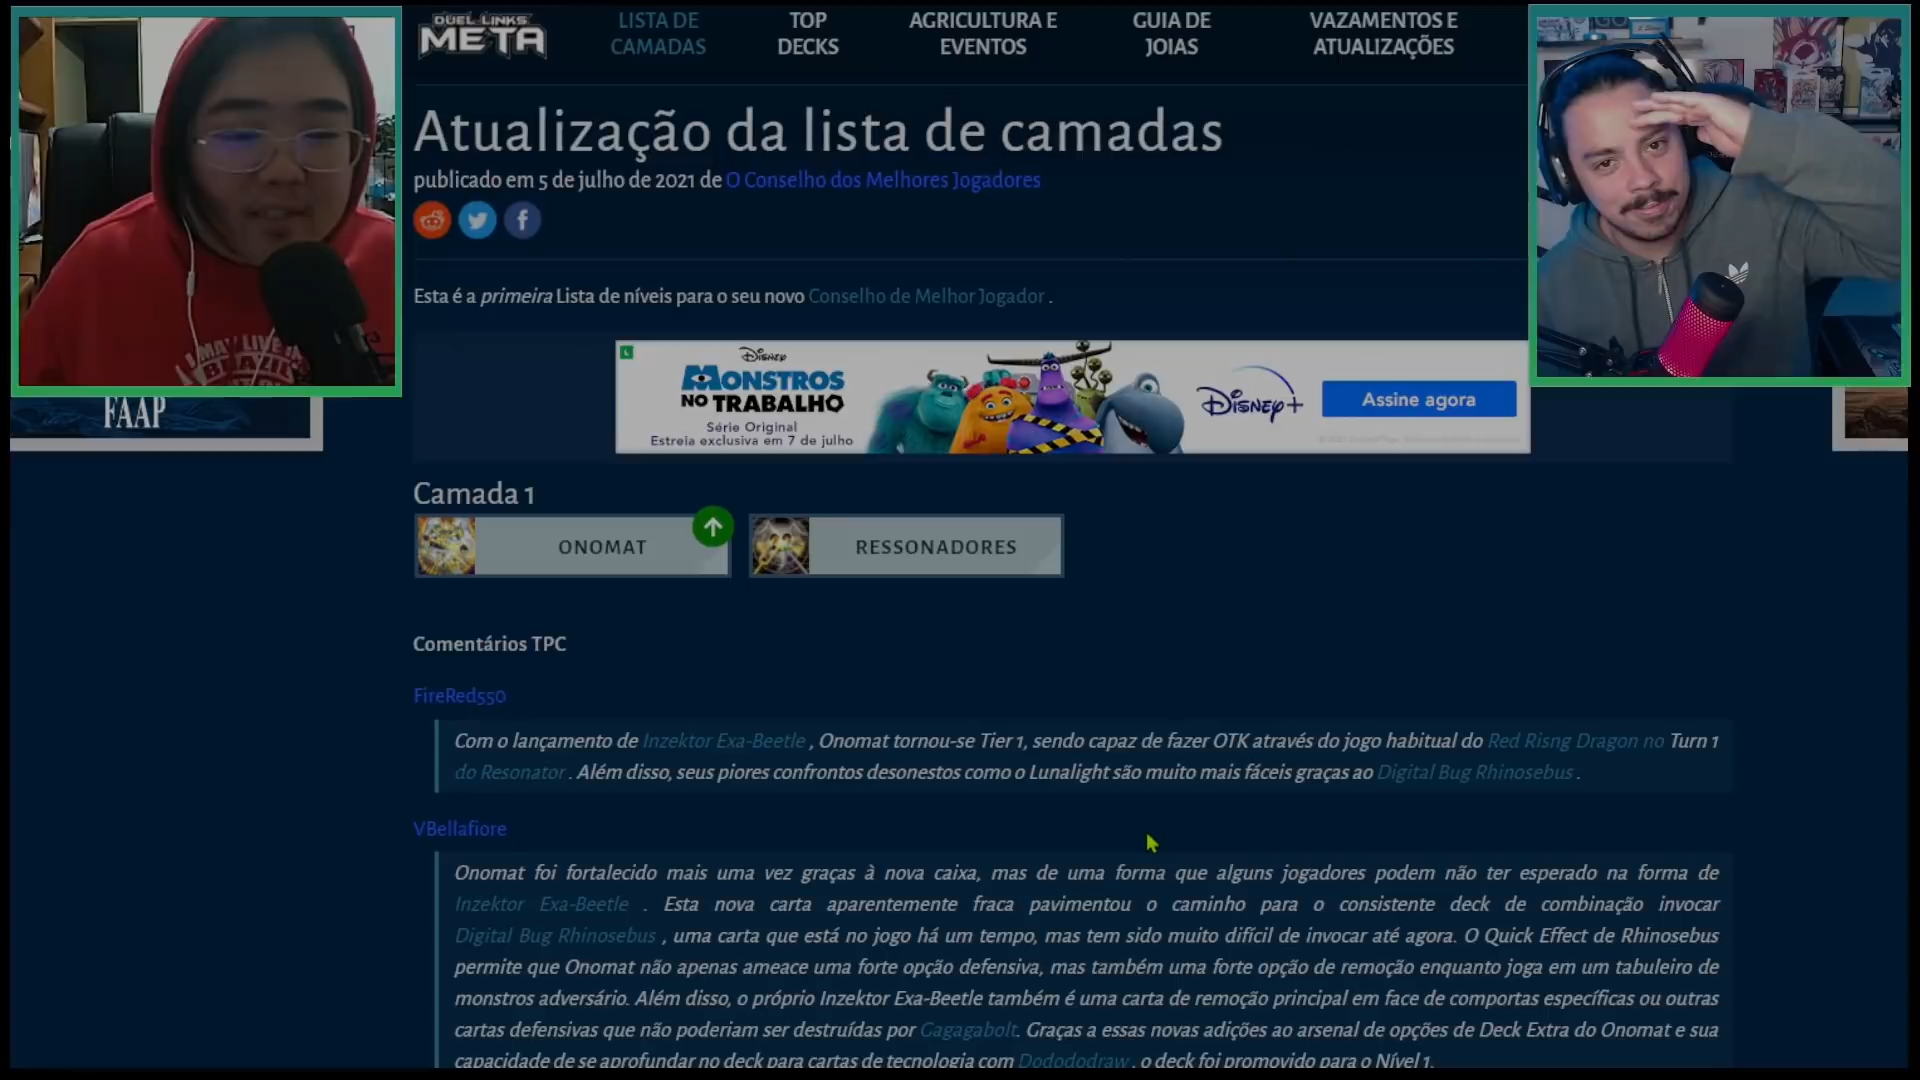 DUEL LINKS
META
LISTA DE
CAMADAS
TOP
DECKS
AGRICULTURA E
EVENTOS
GUIA DE
JOIAS
VAZAMENTOS E
ATUALIZAÇÕES
Atualização da lista de camadas
publicado em 5 de julho de 2021 de O Conselho dos Melhores Jogadores
Esta é a primeira Lista de níveis para o seu novo Conselho de Melhor Jogador .
I MAY LIVE IN
BRAZIL
FAAP
Disney
MONSTROS
NO TRABALHO
Série Original
Estreia exclusiva em 7 de julho
Disney+
Assine agora
Camada 1
ONOMAT
RESSONADORES
Comentários TPC
FireRed550
Com o lançamento de Inzektor Exa-Beetle , Onomat tornou-se Tier 1, sendo capaz de fazer OTK através do jogo habitual do Red Risng Dragon no Turn 1
do Resonator . Além disso, seus piores confrontos desonestos como o Lunalight são muito mais fáceis graças ao Digital Bug Rhinosebus .
VBellafiore
Onomat foi fortalecido mais uma vez graças à nova caixa, mas de uma forma que alguns jogadores podem não ter esperado na forma de
Inzektor Exa-Beetle . Esta nova carta aparentemente fraca pavimentou o caminho para o consistente deck de combinação invocar
Digital Bug Rhinosebus , uma carta que está no jogo há um tempo, mas tem sido muito difícil de invocar até agora. O Quick Effect de Rhinosebus
permite que Onomat não apenas ameace uma forte opção defensiva, mas também uma forte opção de remoção enquanto joga em um tabuleiro de
monstros adversário. Além disso, o próprio Inzektor Exa-Beetle também é uma carta de remoção principal em face de comportas específicas ou outras
cartas defensivas que não poderiam ser destruídas por Gagagabolt. Graças a essas novas adições ao arsenal de opções de Deck Extra do Onomat e sua
capacidade de se aprofundar no deck para cartas de tecnologia com Dodododraw , o deck foi promovido para o Nível 1.